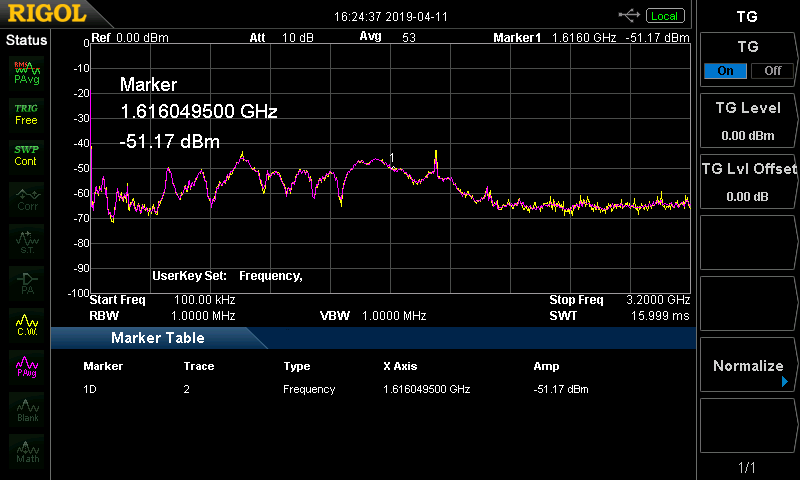 RIGOL
16:24:37 2019-04-11
Local
TG
Status
Ref 0.00 dBm Att 10 dB Avg 53 Marker1 1.6160 GHz -51.17 dBm
RMS
PAvg
TRIG
Free
SWP
Cont
Corr
S.T.
PA
C.W.
PAvg
Blank
Math
0
-10
-20
-30
-40
-50
-60
-70
-80
-90
-100
Marker
1.616049500 GHz
-51.17 dBm
1
UserKey Set: Frequency,
Start Freq 100.00 kHz Stop Freq 3.2000 GHz
RBW 1.0000 MHz VBW 1.0000 MHz SWT 15.999 ms
Marker Table
Marker Trace Type X Axis Amp
1D 2 Frequency 1.616049500 GHz -51.17 dBm
TG
On Off
TG Level
0.00 dBm
TG Lvl Offset
0.00 dB
Normalize
1/1